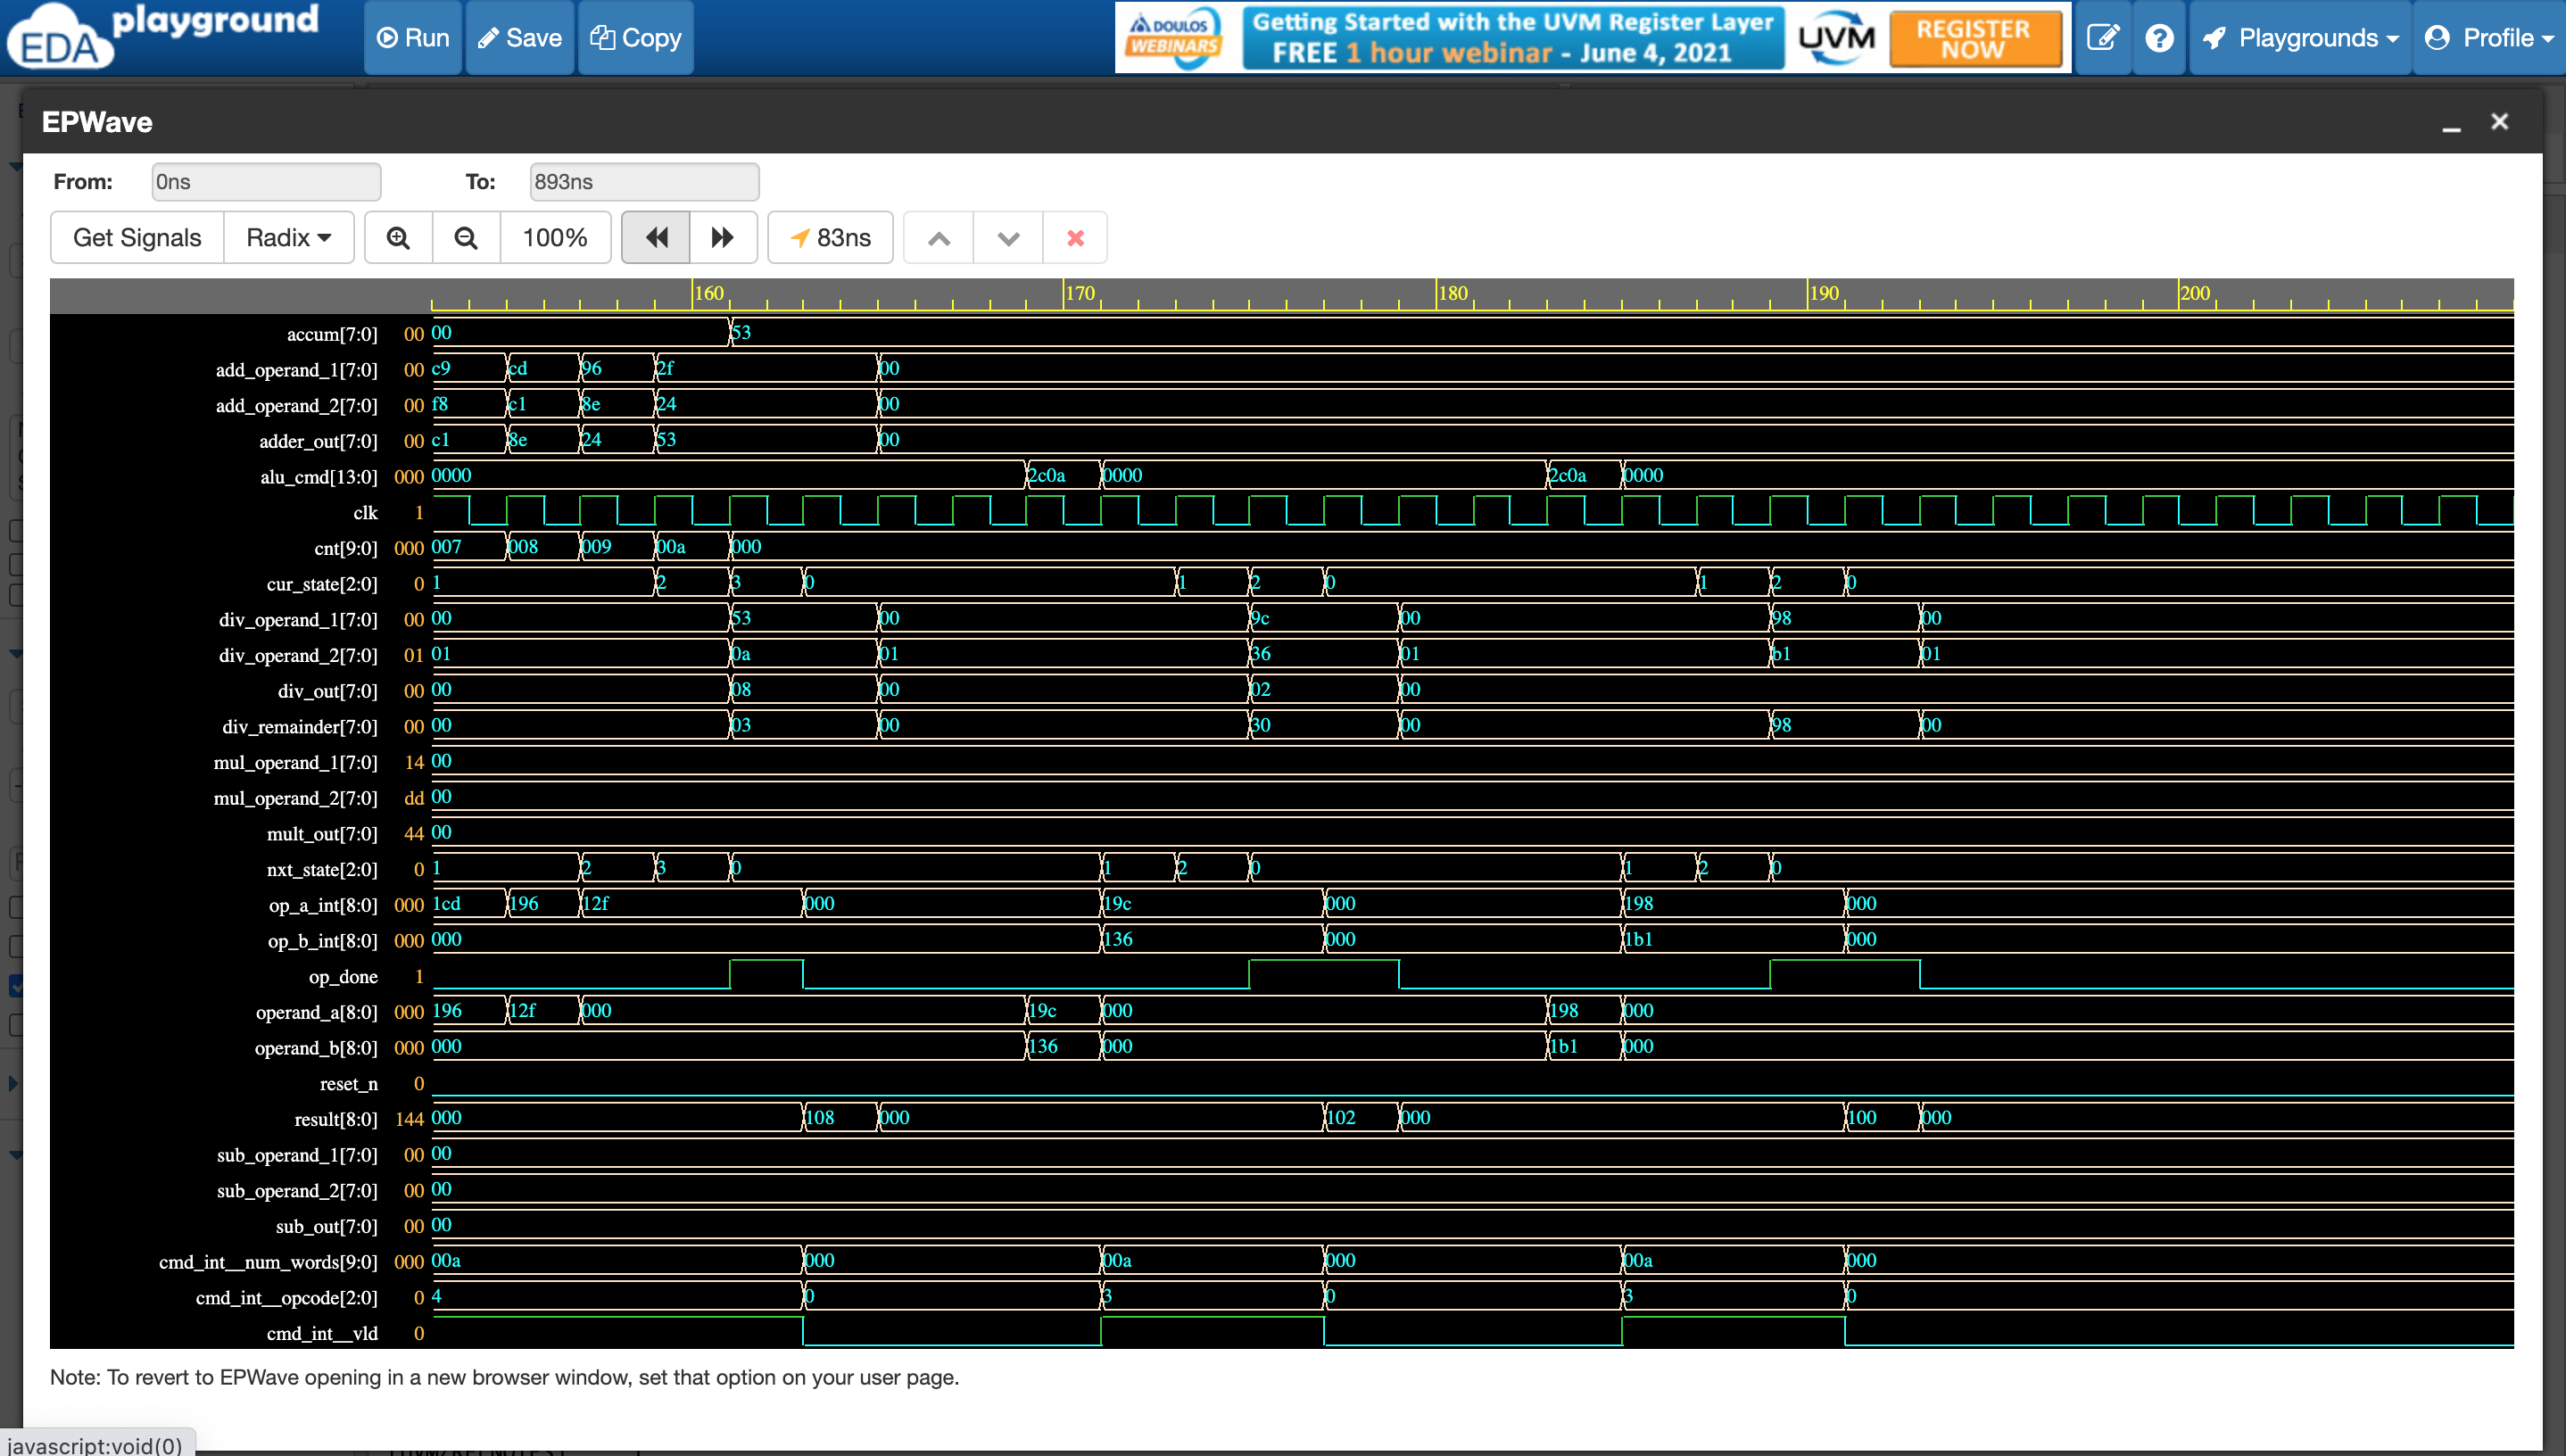 EDA playground
Run Save Copy
DOULOS WEBINARS Getting Started with the UVM Register Layer FREE 1 hour webinar - June 4, 2021 UVM REGISTER NOW
Playgrounds Profile
EPWave
From: 0ns To: 893ns
Get Signals Radix 100% 83ns
160 170 180 190 200
accum[7:0] 00 00 53
add_operand_1[7:0] 00 c9 cd 96 2f 00
add_operand_2[7:0] 00 f8 c1 8e 24 00
adder_out[7:0] 00 c1 8e 24 53 00
alu_cmd[13:0] 000 0000 2c0a 0000 2c0a 0000
clk 1
cnt[9:0] 000 007 008 009 00a 000
cur_state[2:0] 0 1 2 3 0 1 2 0 1 2 0
div_operand_1[7:0] 00 00 53 00 9c 00 98 00
div_operand_2[7:0] 01 01 0a 01 36 01 b1 01
div_out[7:0] 00 00 08 00 02 00
div_remainder[7:0] 00 00 03 00 30 00 98 00
mul_operand_1[7:0] 14 00
mul_operand_2[7:0] dd 00
mult_out[7:0] 44 00
nxt_state[2:0] 0 1 2 3 0 1 2 0 1 2 0
op_a_int[8:0] 000 1cd 196 12f 000 19c 000 198 000
op_b_int[8:0] 000 000 136 000 1b1 000
op_done 1
operand_a[8:0] 000 196 12f 000 19c 000 198 000
operand_b[8:0] 000 000 136 000 1b1 000
reset_n 0
result[8:0] 144 000 108 000 102 000 100 000
sub_operand_1[7:0] 00 00
sub_operand_2[7:0] 00 00
sub_out[7:0] 00 00
cmd_int__num_words[9:0] 000 00a 000 00a 000 00a 000
cmd_int__opcode[2:0] 0 4 0 3 0 3 0
cmd_int__vld 0
Note: To revert to EPWave opening in a new browser window, set that option on your user page.
javascript:void(0)